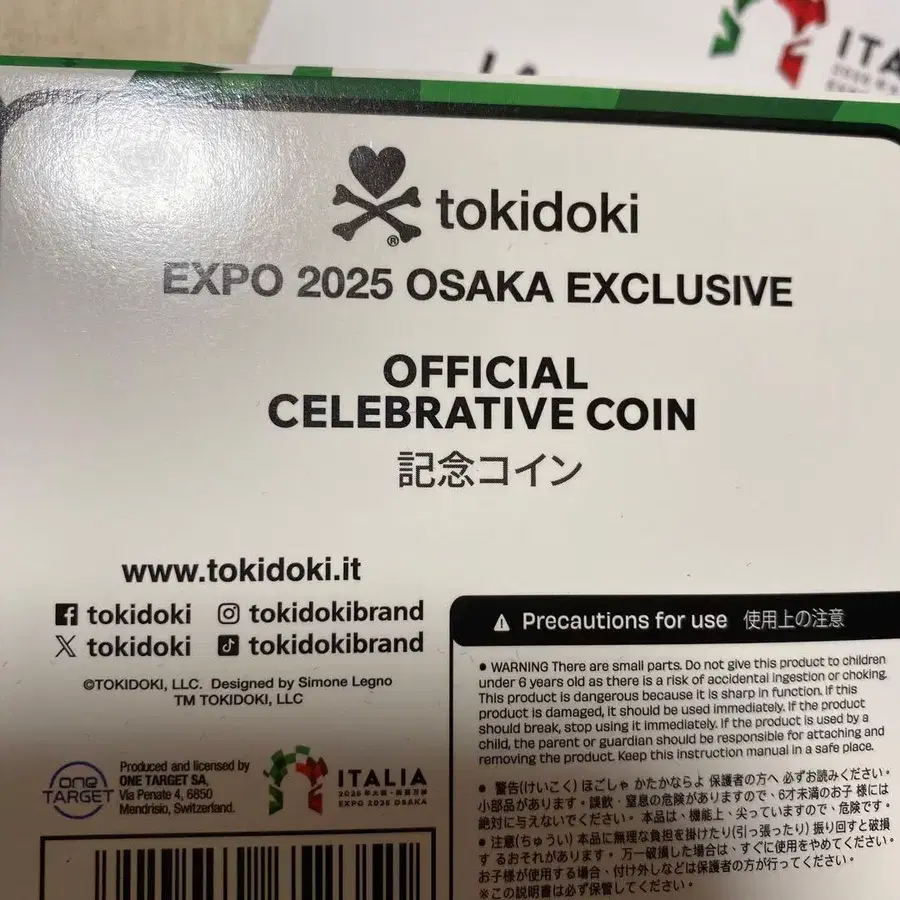 ITA
tokidoki
®
EXPO 2025 OSAKA EXCLUSIVE
OFFICIAL
CELEBRATIVE COIN
記念コイン
www.tokidoki.it
tokidoki tokidokibrand
tokidoki tokidokibrand
©TOKIDOKI, LLC. Designed by Simone Legno
TM TOKIDOKI, LLC
one
TARGET
Produced and licensed by
ONE TARGET SA,
Via Penate 4, 6850
Mendrisio, Switzerland.
ITALIA
2025年大阪・関西万博
EXPO 2025 OSAKA
Precautions for use 使用上の注意
• WARNING There are small parts. Do not give this product to children
under 6 years old as there is a risk of accidental ingestion or choking.
This product is dangerous because it is sharp in function. If this
product is damaged, it should be used immediately. If the product
should break, stop using it immediately. If the product is used by a
child, the parent or guardian should be responsible for attaching and
removing the product. Keep this instruction manual in a safe place.
• 警告(けいこく) ほごしゃ かたかならよ 保護者の方へ 必ずお読みください。
小部品があります。誤飲・窒息の危険がありますので、6才未満のお子 様には
絶対に与えないでください。 本品は、機能上、尖っていますので、危険です。
• 注意(ちゅうい) 本品に無理な負担を掛けたり(引っ張ったり) 振り回すと破損
す るおそれがあります。 万一破損した場合は、すぐに使用をやめてください。
お子様が使用する場合、付け外しなどは保護者の方が行ってください。
※この説明書は必ず保管してください。